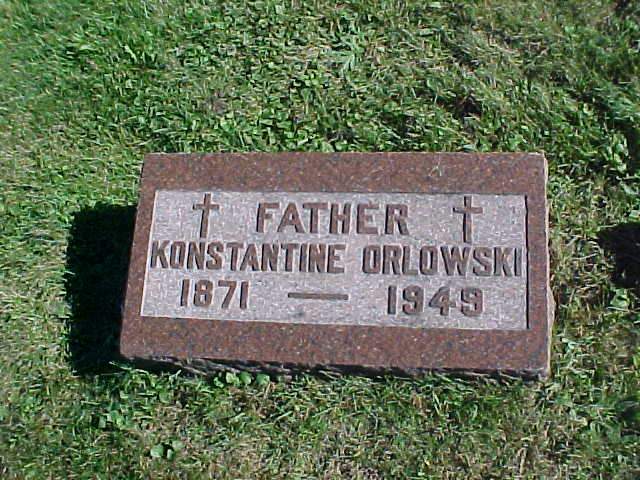 FATHER
KONSTANTINE ORLOWSKI
1871 — 1949